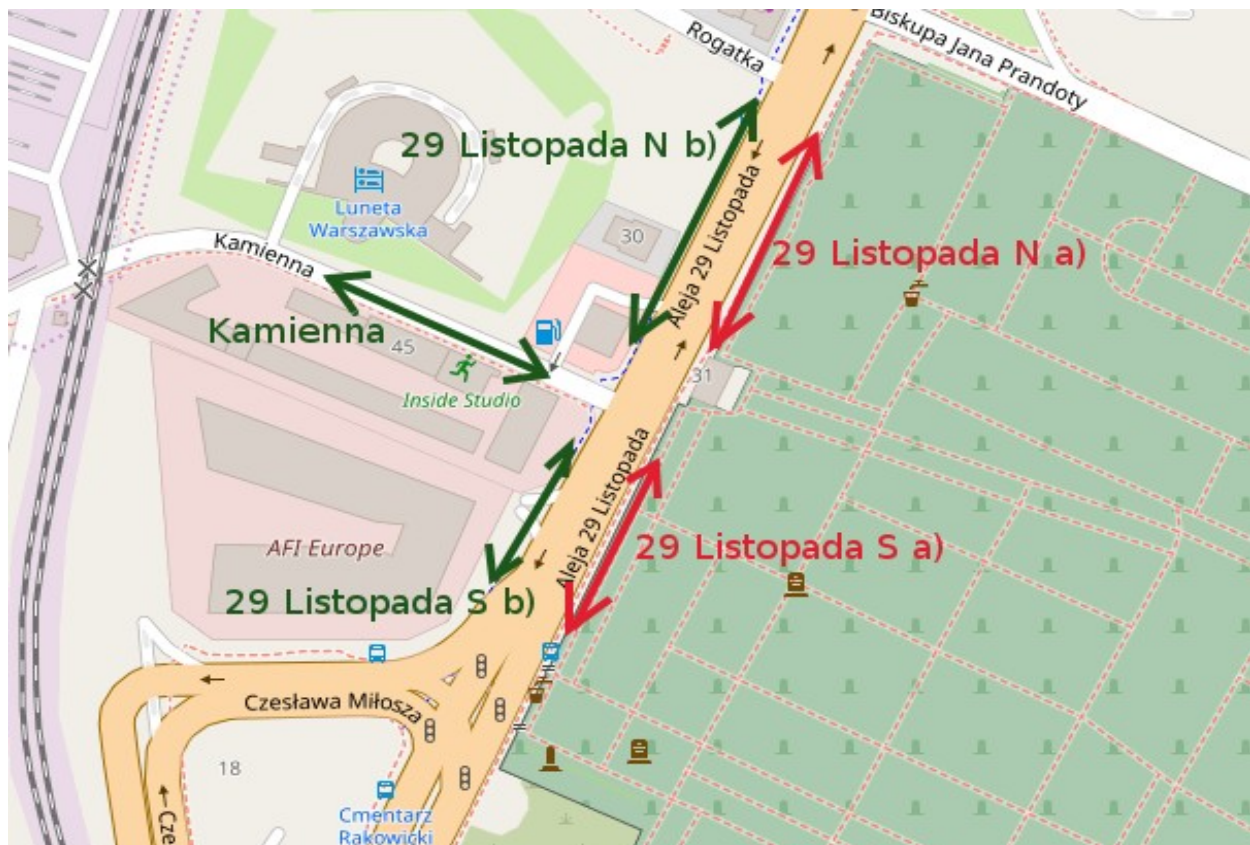 Biskupa Jana Prandoty
Rogatka
29 Listopada N b)
Luneta
Warszawska
30
Kamienna
Aleja 29 Listopada
29 Listopada N a)
Kamienna
45
Inside Studio
31
Aleja 29 Listopada
AFI Europe
29 Listopada S a)
29 Listopada S b)
Czesława Miłosza
18
Cze
Cmentarz
Rakowicki